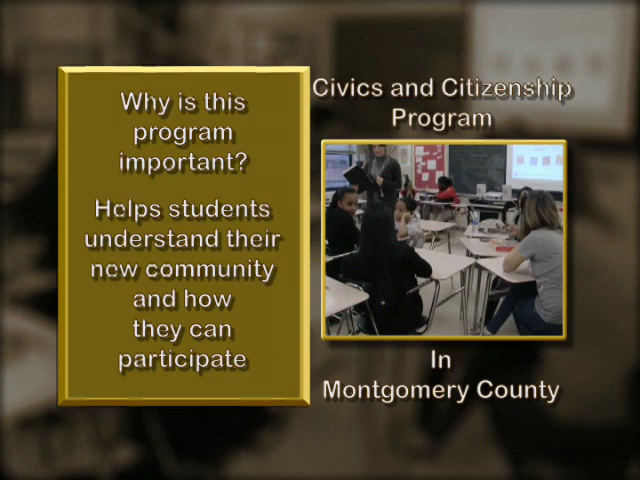 Why is this
program
important?
Helps students
understand their
new community
and how
they can
participate
Civics and Citizenship
Program
In
Montgomery County